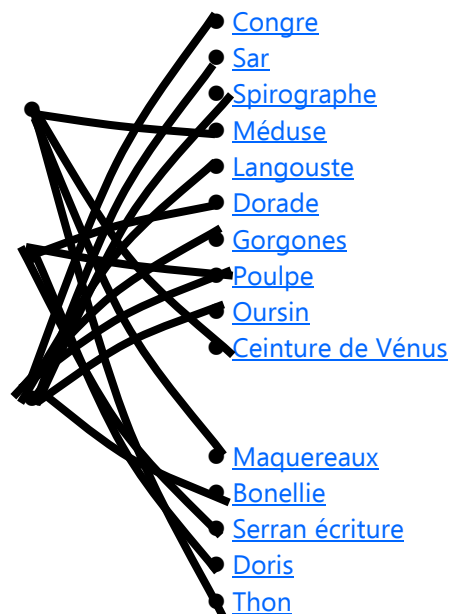 Congre
Sar
Spirographe
Méduse
Langouste
Dorade
Gorgones
Poulpe
Oursin
Ceinture de Vénus
Maquereaux
Bonellie
Serran écriture
Doris
Thon